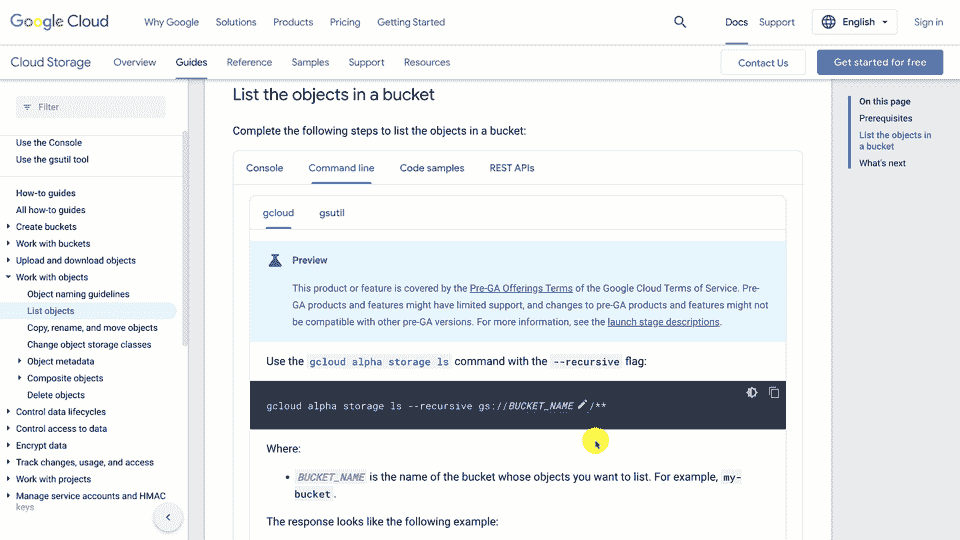 Google Cloud Why Google Solutions Products Pricing Getting Started Docs Support English Sign in
Cloud Storage Overview Guides Reference Samples Support Resources Contact Us Get started for free
Filter
Use the Console
Use the gsutil tool
How-to guides
All how-to guides
Create buckets
Work with buckets
Upload and download objects
Work with objects
Object naming guidelines
List objects
Copy, rename, and move objects
Change object storage classes
Object metadata
Composite objects
Delete objects
Control data lifecycles
Control access to data
Encrypt data
Track changes, usage, and access
Work with projects
Manage service accounts and HMAC
keys
List the objects in a bucket
Complete the following steps to list the objects in a bucket:
Console Command line Code samples REST APIs
gcloud gsutil
Preview
This product or feature is covered by the Pre-GA Offerings Terms of the Google Cloud Terms of Service. Pre-
GA products and features might have limited support, and changes to pre-GA products and features might not
be compatible with other pre-GA versions. For more information, see the launch stage descriptions.
Use the gcloud alpha storage ls command with the --recursive flag:
gcloud alpha storage ls --recursive gs://BUCKET_NAME/**
Where:
• BUCKET_NAME is the name of the bucket whose objects you want to list. For example, my-
bucket.
The response looks like the following example:
On this page
Prerequisites
List the objects in
a bucket
What's next